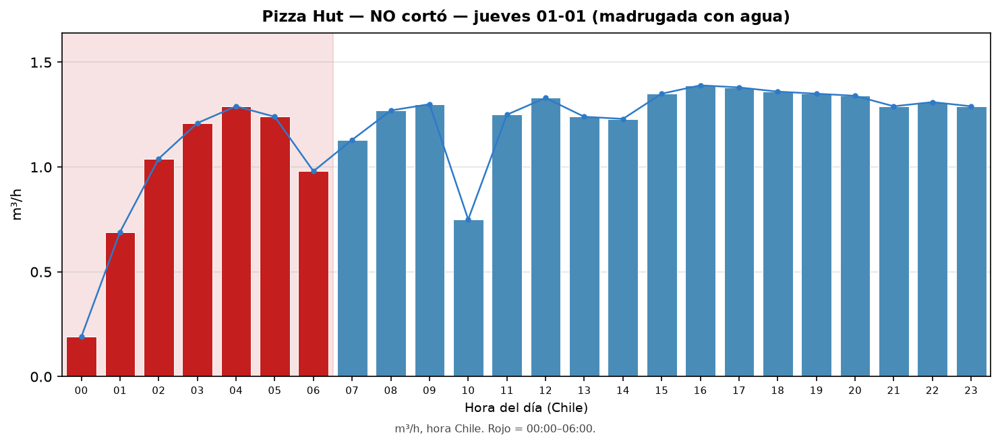 Pizza Hut — NO cortó — jueves 01-01 (madrugada con agua)
m³/h
1.5
1.0
0.5
0.0
00 01 02 03 04 05 06 07 08 09 10 11 12 13 14 15 16 17 18 19 20 21 22 23
Hora del día (Chile)
m³/h, hora Chile. Rojo = 00:00–06:00.